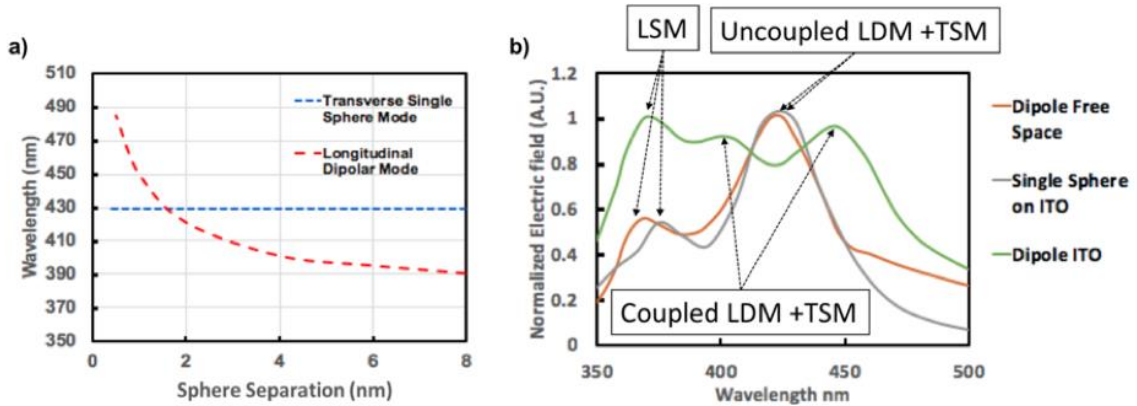 a)
510
490
470
450
430
410
390
370
350
Wavelength (nm)
0
2
4
6
8
Sphere Separation (nm)
Transverse Single
Sphere Mode
Longitudinal
Dipolar Mode
b)
LSM
Uncoupled LDM +TSM
1.2
1
0.8
0.6
0.4
0.2
0
Normalized Electric field (A.U.)
Coupled LDM +TSM
350
400
450
500
Wavelength nm
Dipole Free
Space
Single Sphere
on ITO
Dipole ITO